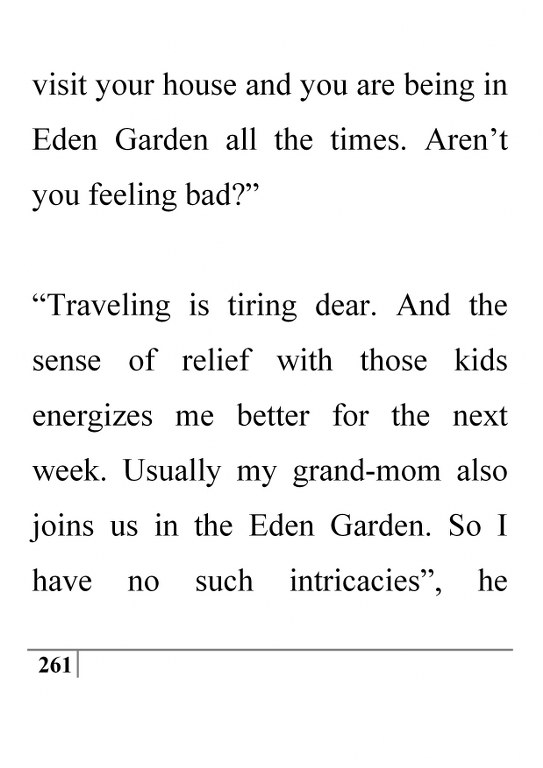 visit your house and you are being in
Eden Garden all the times. Aren’t
you feeling bad?”
“Traveling is tiring dear. And the
sense of relief with those kids
energizes me better for the next
week. Usually my grand-mom also
joins us in the Eden Garden. So I
have no such intricacies”, he
261